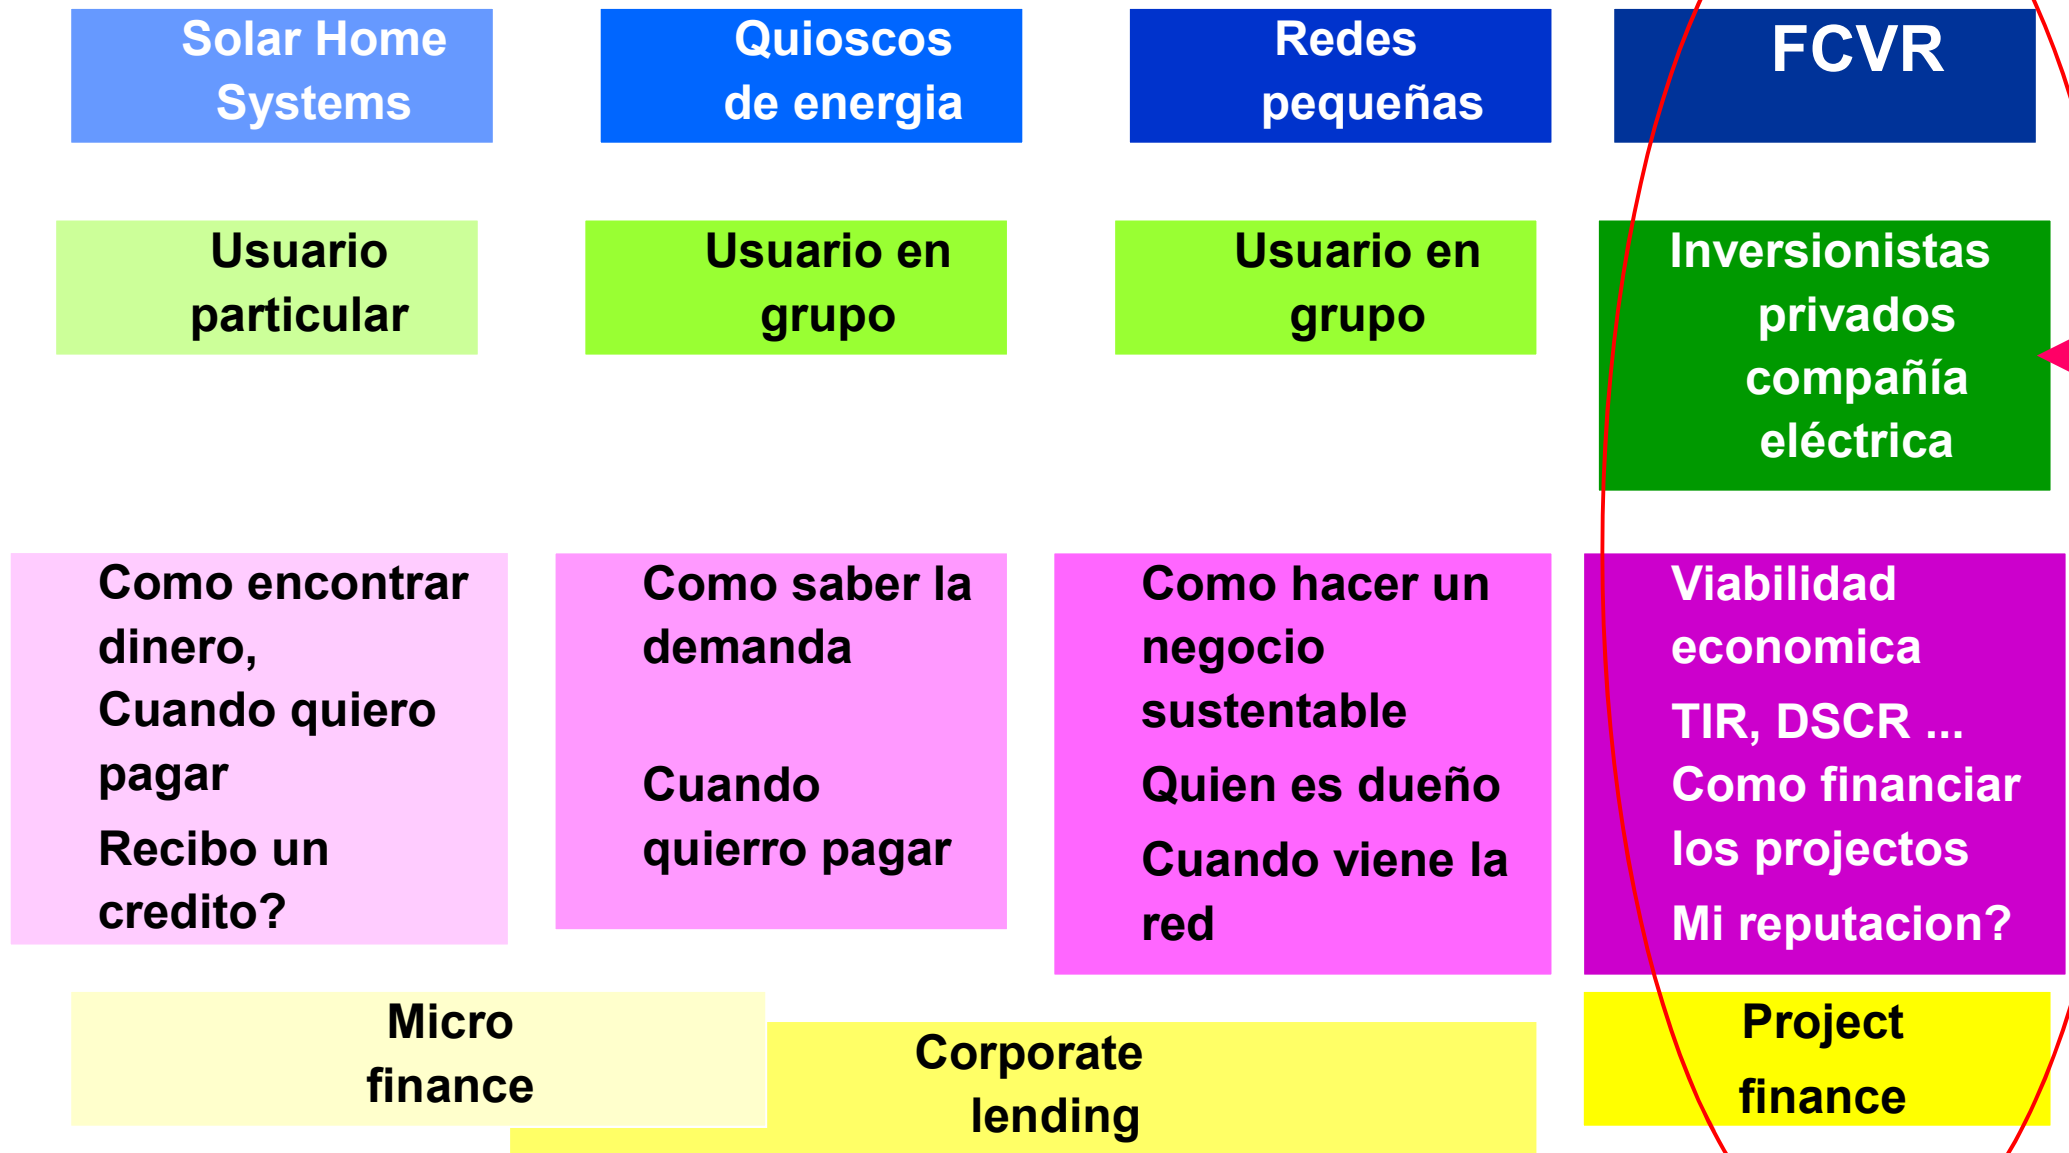 Solar Home
Systems
Quioscos
de energia
Redes
pequeñas
FCVR
Usuario
particular
Usuario en
grupo
Usuario en
grupo
Inversionistas
privados
compañía
eléctrica
Como encontrar
dinero,
Cuando quiero
pagar
Recibo un
credito?
Como saber la
demanda
Cuando
quierro pagar
Como hacer un
negocio
sustentable
Quien es dueño
Cuando viene la
red
Viabilidad
economica
TIR, DSCR ...
Como financiar
los projectos
Mi reputacion?
Micro
finance
Corporate
lending
Project
finance